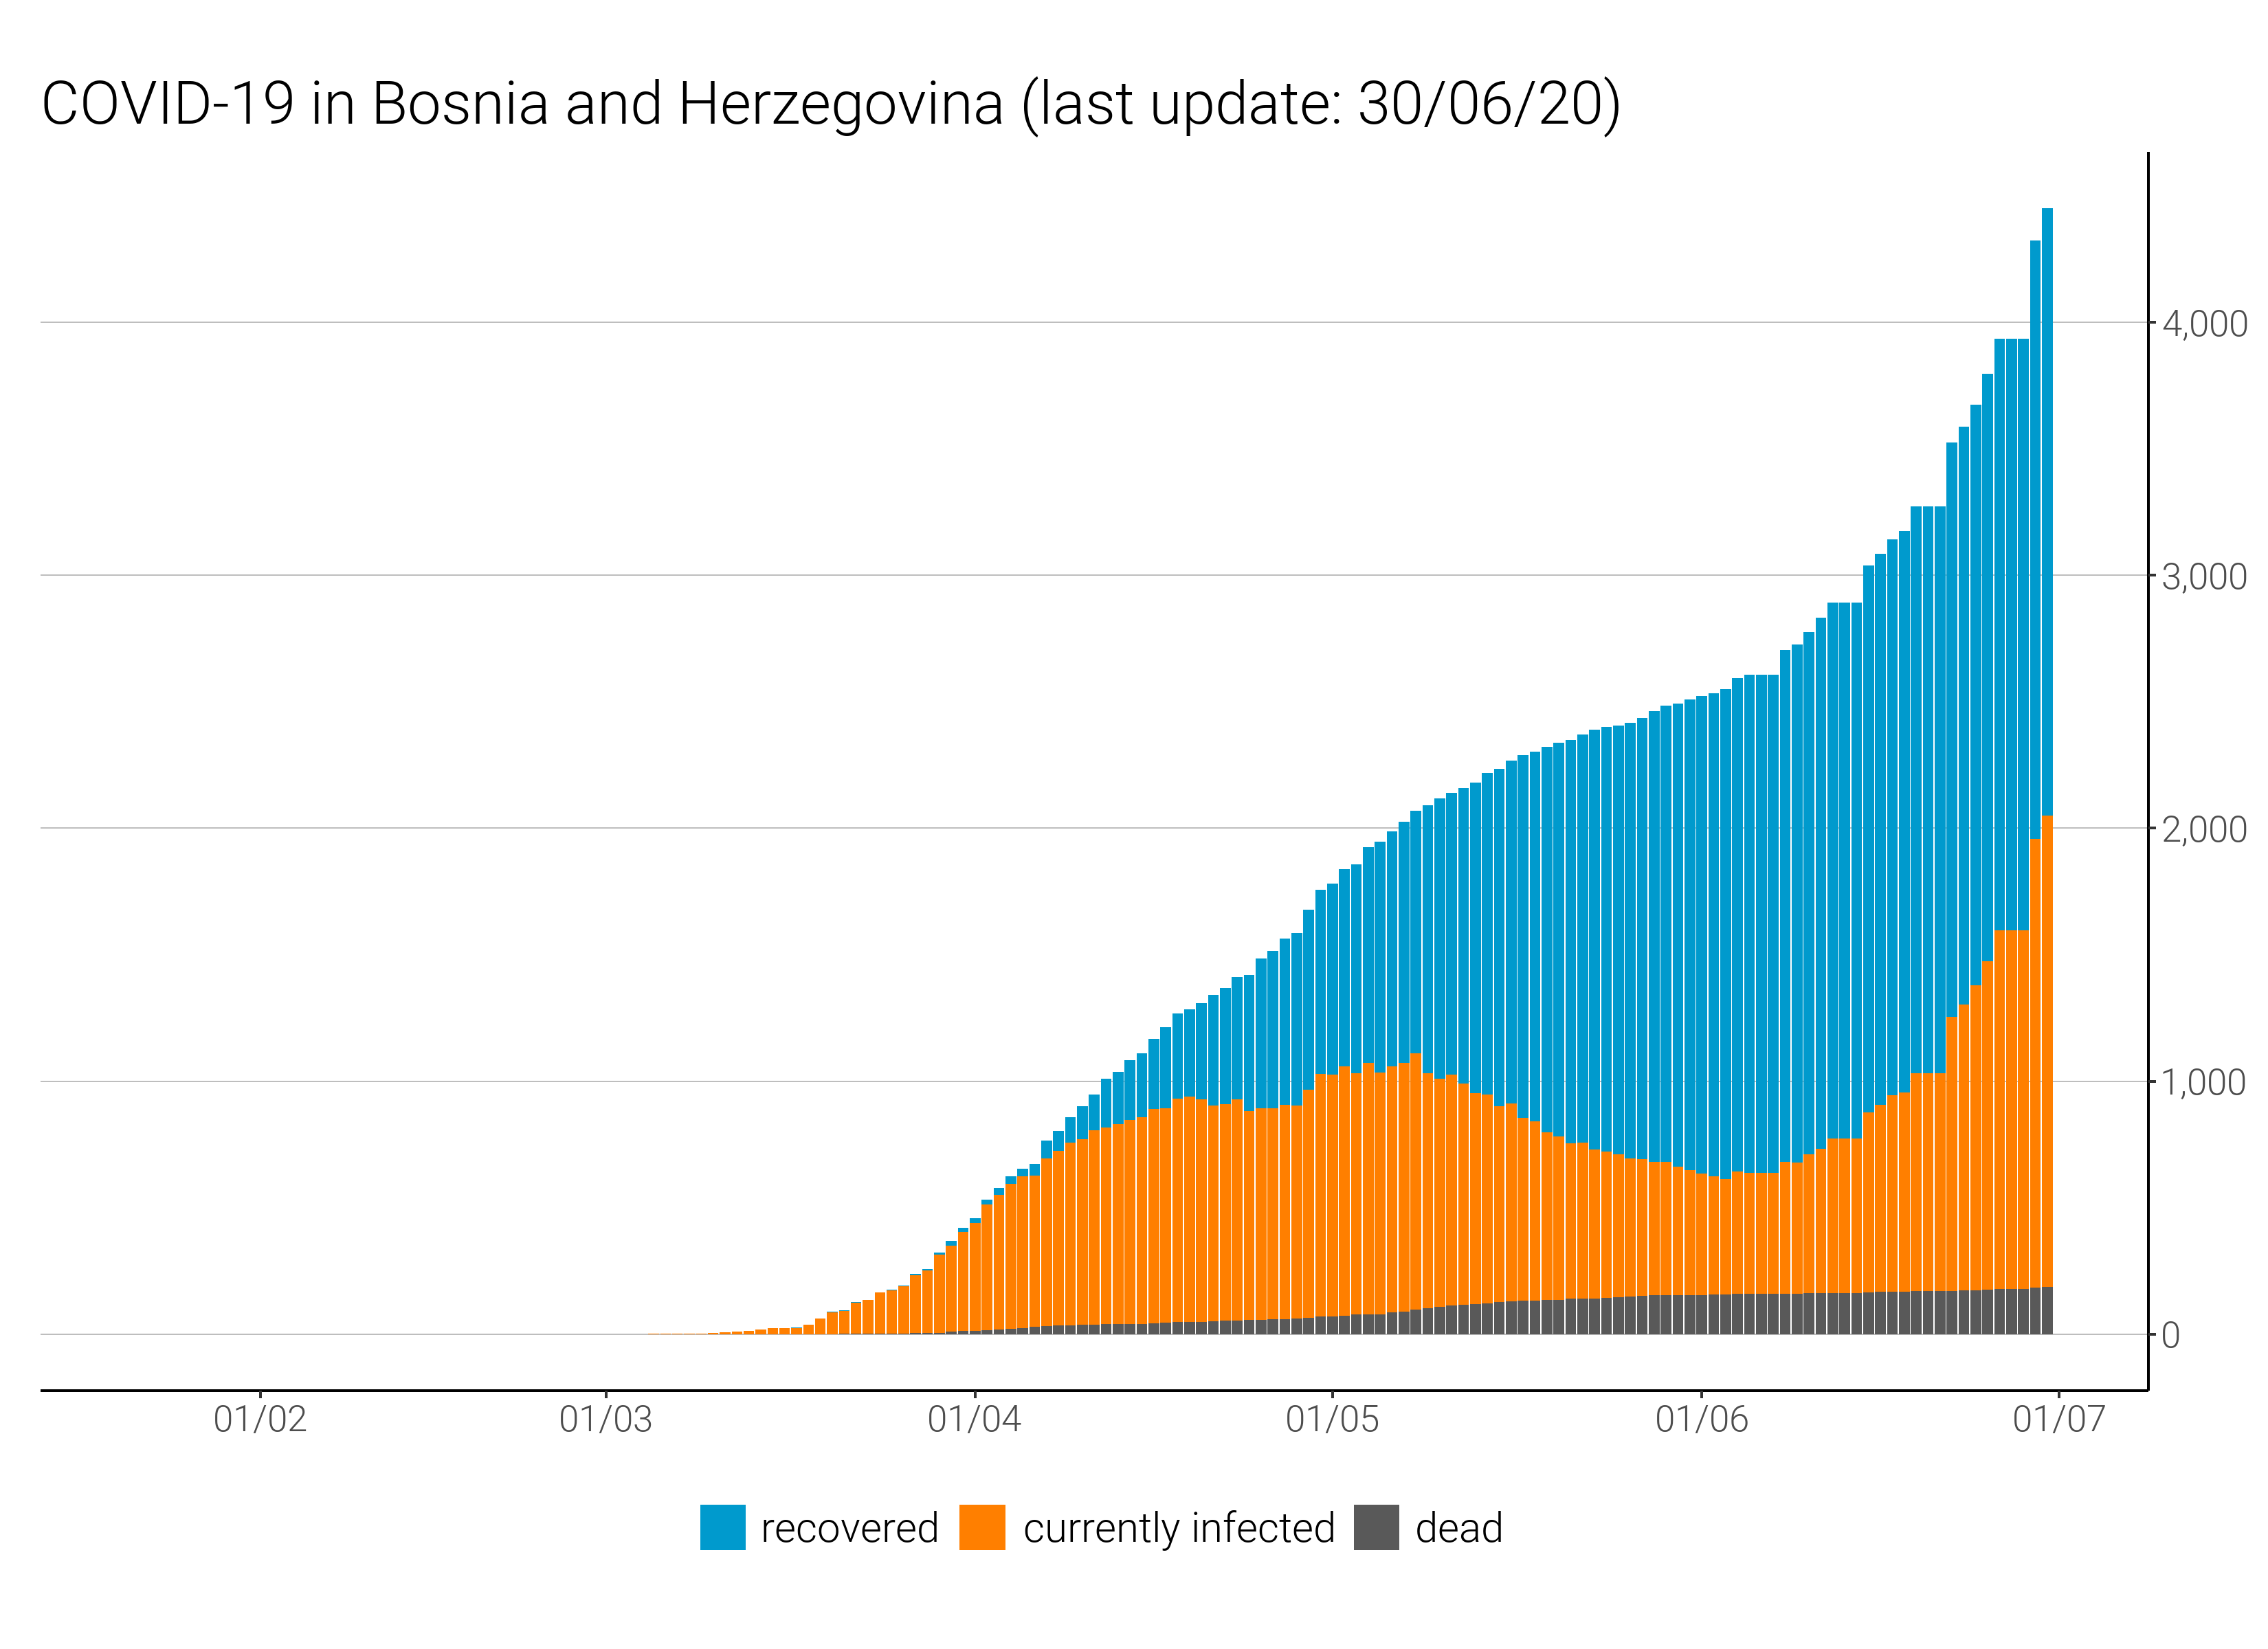 COVID-19 in Bosnia and Herzegovina (last update: 30/06/20)
4,000
3,000
2,000
1,000
0
01/02 01/03 01/04 01/05 01/06 01/07
recovered currently infected dead